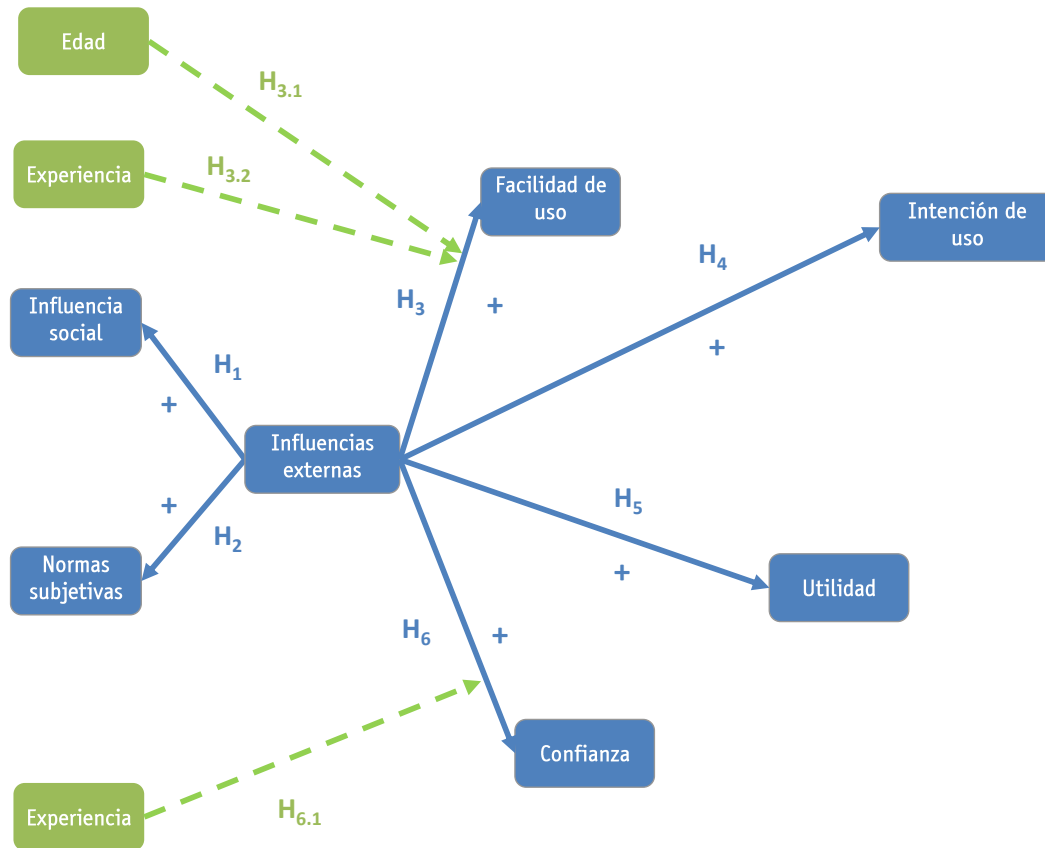 Edad
H3.1
Experiencia
H3.2
Facilidad de
uso
Intención de
uso
H4
Influencia
social
H3
+
+
H1
+
Influencias
externas
+
H2
H5
+
Normas
subjetivas
Utilidad
H6
+
Confianza
Experiencia
H6.1